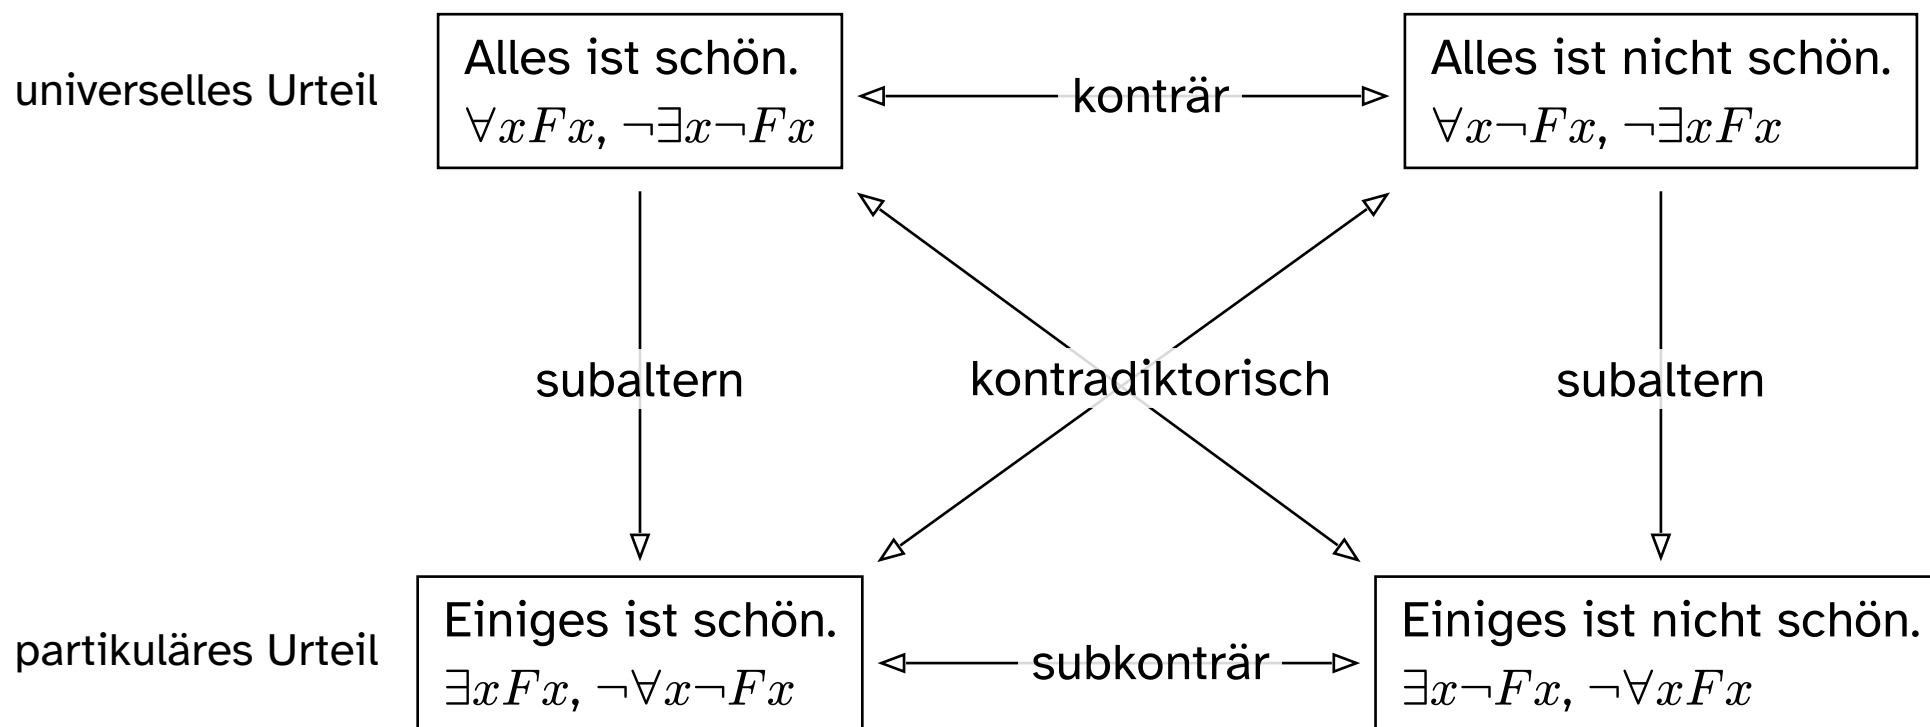 universelles Urteil
Alles ist schön.
∀xFx, ¬∃x¬Fx
konträr
Alles ist nicht schön.
∀x¬Fx, ¬∃xFx
subaltern
kontradiktorisch
subaltern
partikuläres Urteil
Einiges ist schön.
∃xFx, ¬∀x¬Fx
subkonträr
Einiges ist nicht schön.
∃x¬Fx, ¬∀xFx